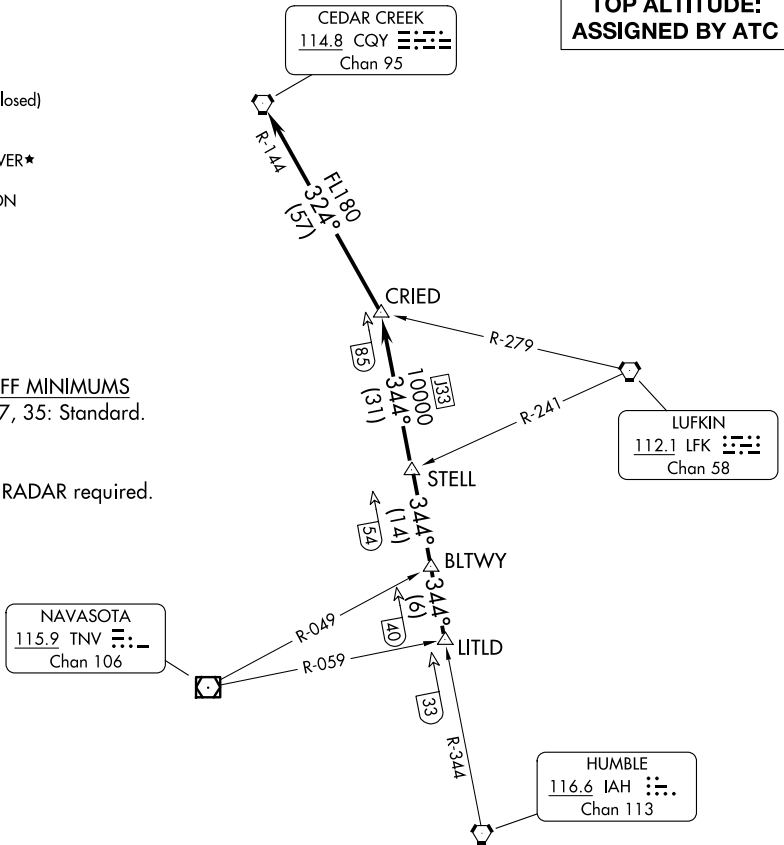 TOP ALTITUDE:
ASSIGNED BY ATC
CEDAR CREEK
114.8 CQY
Chan 95
losed)
VER★
ON
R-144
FL180
324°
(57)
CRIED
R-279
85
J33
10000
344°
(31)
FF MINIMUMS
7, 35: Standard.
R-241
LUFKIN
112.1 LFK
Chan 58
STELL
RADAR required.
54
344°
(14)
BLTWY
NAVASOTA
115.9 TNV
Chan 106
R-049
40
344°
(6)
LITLD
R-059
33
R-344
HUMBLE
116.6 IAH
Chan 113